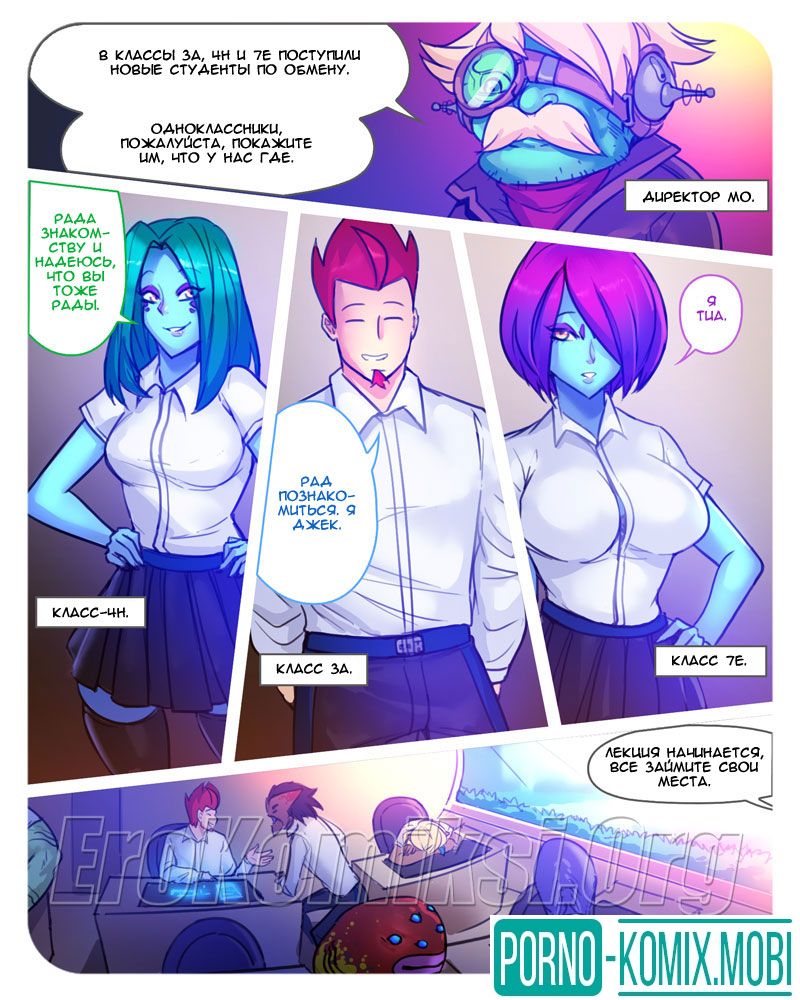 В КЛАССЫ 3А, 4Н И 7Е ПОСТУПИЛИ
НОВЫЕ СТУДЕНТЫ ПО ОБМЕНУ.
ОДНОКЛАССНИКИ,
ПОЖАЛУЙСТА, ПОКАЖИТЕ
ИМ, ЧТО У НАС ГДЕ.
ДИРЕКТОР МО.
РАДА
ЗНАКОМ-
СТВУ И
НАДЕЮСЬ,
ЧТО ВЫ
ТОЖЕ
РАДЫ.
КЛАСС-4Н.
РАД
ПОЗНАКО-
МИТЬСЯ. Я
ДЖЕК.
КЛАСС 3А.
Я
ТИА.
КЛАСС 7Е.
ЛЕКЦИЯ НАЧИНАЕТСЯ,
ВСЕ ЗАЙМИТЕ СВОИ
МЕСТА.
EroKomiksi.Org
PORNO-KOMIX.MOBI